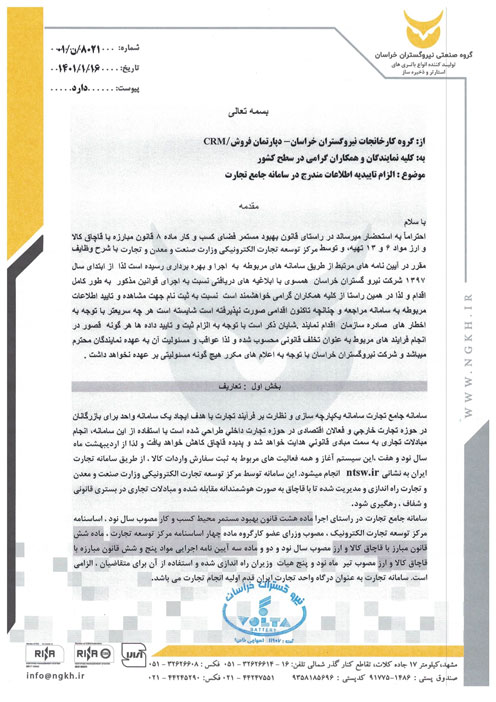 گروه صنعتی نیروگستران خراسان
تولید کننده انواع باتری های
استارتر و ذخیره ساز
شماره: ۰۰۱/ن/۸۰۲۱
تاریخ: ۱۴۰۱/۱/۱۶
پیوست: دارد
بسمه تعالی
از: گروه کارخانجات نیروگستران خراسان- دپارتمان فروش/CRM
به: کلیه نمایندگان و همکاران گرامی در سطح کشور
موضوع : الزام تاییدیه اطلاعات مندرج در سامانه جامع تجارت
مقدمه
با سلام
احتراماً به استحضار میرساند در راستای قانون بهبود مستمر فضای کسب و کار ماده ۸ قانون مبارزه با قاچاق کالا
و ارز مواد ۶ و ۱۳ تهیه، و توسط مرکز توسعه تجارت الکترونیکی وزارت صنعت و معدن و تجارت با شرح وظایف
مقرر در آیین نامه های مرتبط از طریق سامانه های مربوطه به اجرا و بهره برداری رسیده است لذا از ابتدای سال
۱۳۹۷ شرکت نیرو گستران خراسان همسوی با ابلاغیه های دریافتی نسبت به اجرای قوانین مذکور به طور کامل
اقدام و لذا در همین راستا از کلیه همکاران گرامی خواهشمند است نسبت به ثبت نام جهت مشاهده و تایید اطلاعات
مربوطه به سامانه مراجعه و چنانچه تاکنون اقدامی صورت نپذیرفته است شایسته است هر چه سریعتر با توجه به
اخطار های صادره سازمان اقدام نمایند .شایان ذکر است با توجه به الزام ثبت و تایید داده ها هر گونه قصور در
انجام فرایند های مربوط به عنوان تخلف قانونی محسوب شده و لذا عواقب و مسئولیت آن به عهده نمایندگان محترم
میباشد و شرکت نیروگستران خراسان با توجه به اعلام های مکرر هیچ گونه مسئولیتی بر عهده نخواهد داشت .
بخش اول : تعاریف
سامانه جامع تجارت سامانه یکپارچه سازی و نظارت بر فرآیند تجارت با هدف ایجاد یک سامانه واحد برای بازرگانان
در حوزه تجارت خارجی و فعالان اقتصادی در حوزه تجارت داخلی طراحی شده است با استفاده از این سامانه، انجام
مبادلات تجاری به سمت مبادی قانونی هدایت خواهد شد و پدیده قاچاق کاهش خواهد یافت و لذا از اردیبهشت ماه
سال نود و هفت ،این سیستم آغاز و همه فعالیت های مربوط به ثبت سفارش واردات کالا ، از طریق سامانه تجارت
ایران به نشانی ntsw.ir انجام میشود. این سامانه توسط مرکز توسعه تجارت الکترونیکی وزارت صنعت و معدن
و تجارت راه اندازی و مدیریت شده تا با قاچاق به صورت هوشمندانه مقابله شده و مبادلات تجاری در بستری قانونی
و شفاف ، رهگیری شود.
سامانه جامع تجارت در راستای اجرا ماده هشت قانون بهبود مستمر محیط کسب و کار مصوب سال نود ، اساسنامه
مرکز توسعه تجارت الکترونیک ، مصوب وزرای عضو کارگروه ماده چهار اساسنامه مرکز توسعه تجارت ، ماده شش
قانون مبارز با قاچاق کالا و ارز مصوب سال نود و دو و ماده سه آیین نامه اجرایی مواد پنج و شش قانون مبارزه با
قاچاق کالا و ارز مصوب تیر ماه نود و پنج هیات وزیران راه اندازی شده و استفاده از آن برای متقاضیان ، الزامی
است. سامانه تجارت به عنوان درگاه واحد تجارت ایران قدم اولیه انجام تجارت می باشد.
نیرو گستران خراسان
VOLTA
BATTERY
WWW.NGKH.IR
info@ngkh.ir
مشهد،کیلومتر ۱۷ جاده کلات، تقاطع کنار گذر شمالی تلفن: ۱۶ - ۳۲۶۲۶۶۱۴ - ۰۵۱ فکس: ۳۲۶۲۶۶۰۸ - ۰۵۱
صندوق پستی : ۱۴۸۶-۹۱۷۷۵ کدپستی : ۹۳۵۸۱۸۵۶۹۶ ۴۴۲۴۷۵۵۱ - ۰۲۱ فکس: ۴۴۲۴۵۲۹۰ - ۰۲۱